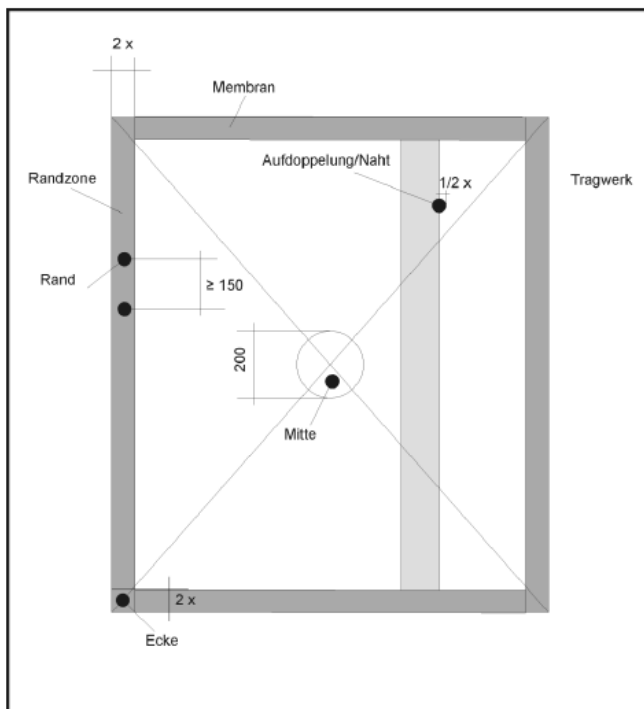 2 x
Membran
Aufdoppelung/Naht
1/2 x
Randzone
Tragwerk
Rand
≥ 150
200
Mitte
2 x
Ecke